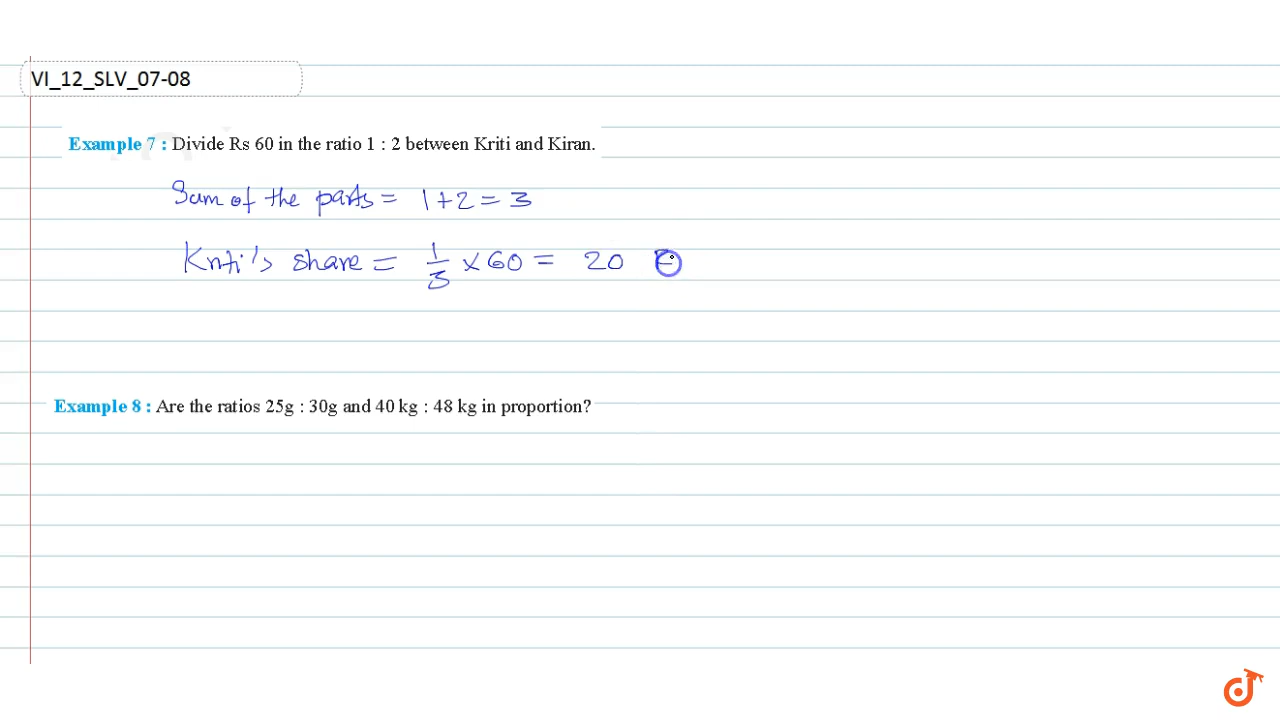 VI_12_SLV_07-08
Example 7 : Divide Rs 60 in the ratio 1 : 2 between Kriti and Kiran.
Sum of the parts = 1+2 = 3
Kriti's share = 1/3 × 60 = 20
Example 8 : Are the ratios 25g : 30g and 40 kg : 48 kg in proportion?